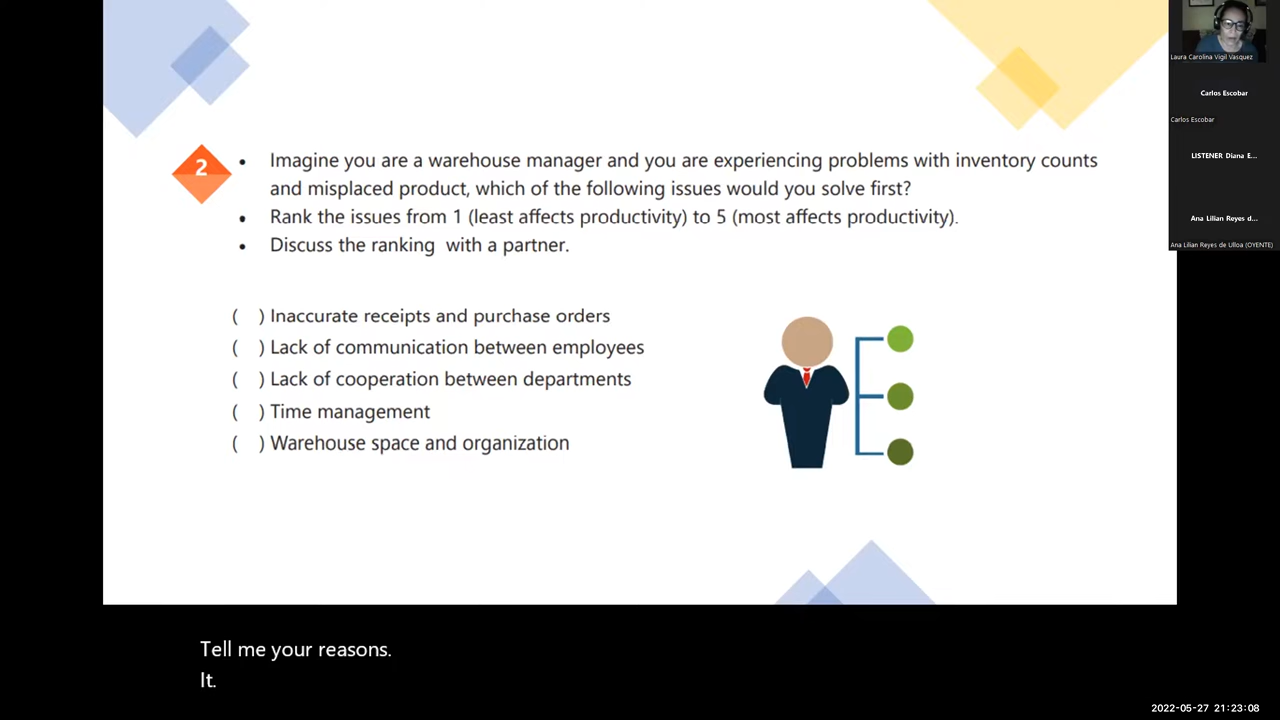 2
• Imagine you are a warehouse manager and you are experiencing problems with inventory counts
and misplaced product, which of the following issues would you solve first?
• Rank the issues from 1 (least affects productivity) to 5 (most affects productivity).
• Discuss the ranking with a partner.
( ) Inaccurate receipts and purchase orders
( ) Lack of communication between employees
( ) Lack of cooperation between departments
( ) Time management
( ) Warehouse space and organization
Laura Carolina Vigil Vasquez
Carlos Escobar
Carlos Escobar
LISTENER Diana E...
Ana Lilian Reyes d...
Ana Lilian Reyes de Ulloa (OYENTE)
Tell me your reasons.
It.
2022-05-27 21:23:08